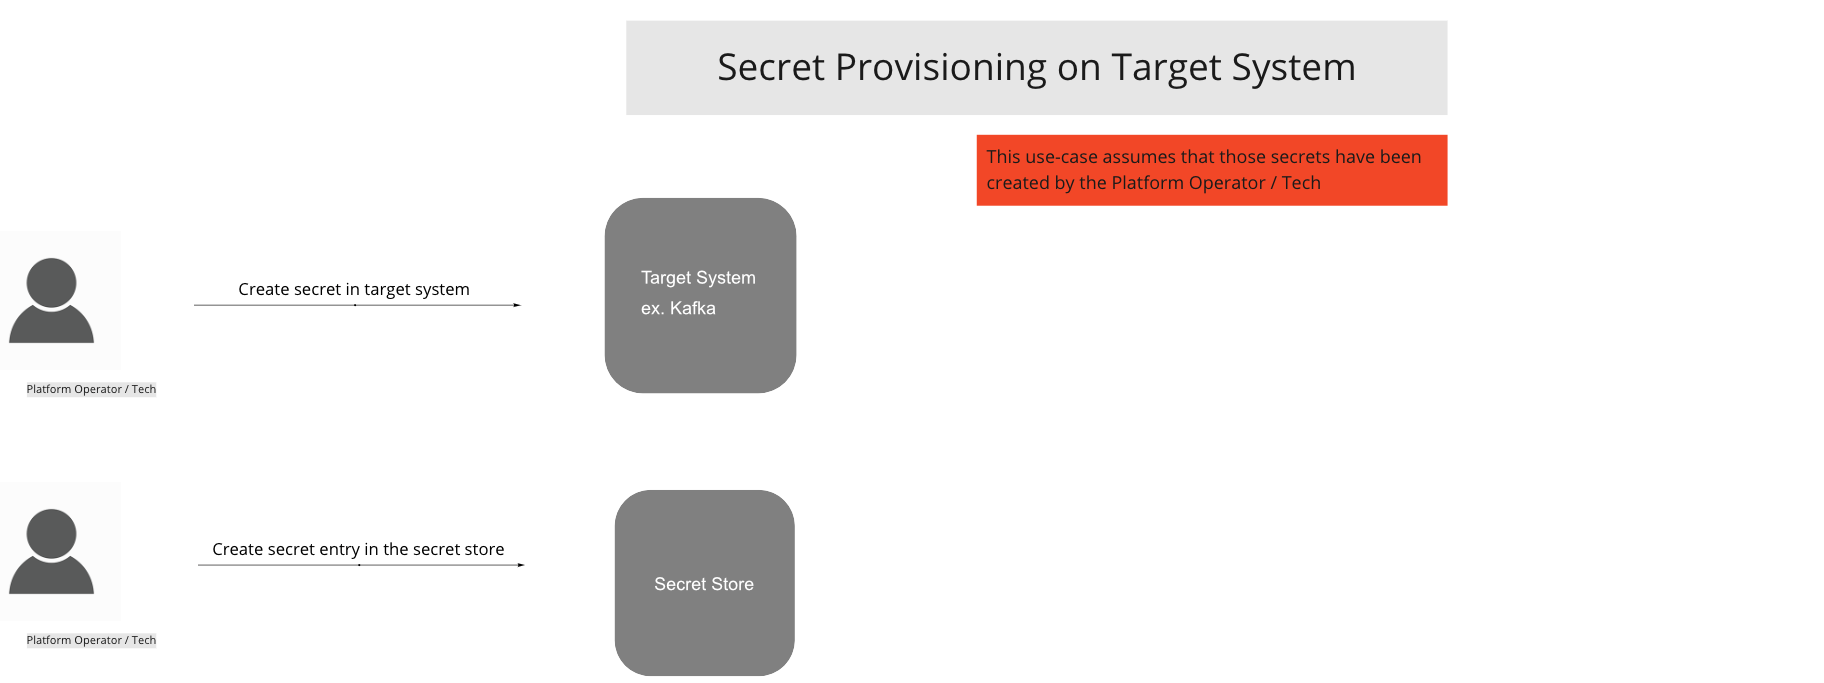 Secret Provisioning on Target System
This use-case assumes that those secrets have been
created by the Platform Operator / Tech
Create secret in target system
Target System
ex. Kafka
Platform Operator / Tech
Create secret entry in the secret store
Secret Store
Platform Operator / Tech